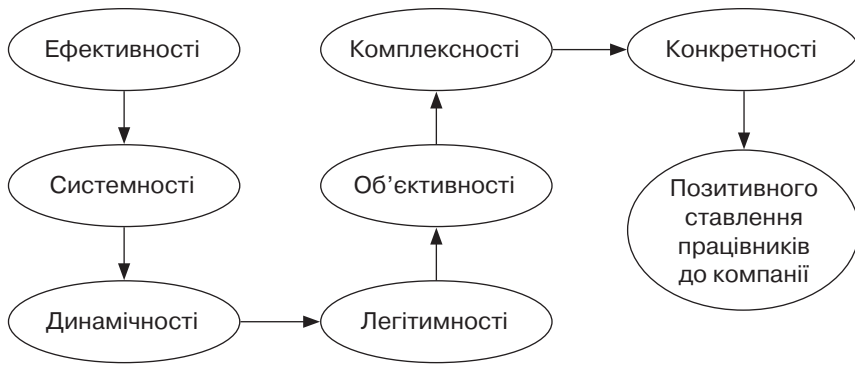 Ефективності
Системності
Динамічності
Легітимності
Об’єктивності
Комплексності
Конкретності
Позитивного
ставлення
працівників
до компанії